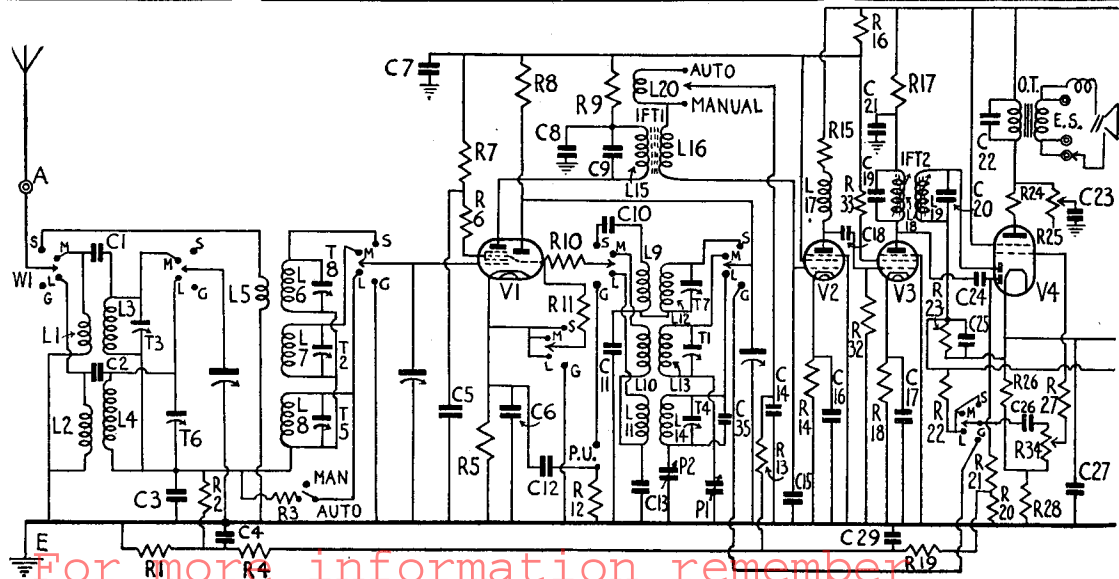 A
E
W1
S
M
L
G
C1
L1
C2
L2
L3
T3
L4
T6
S
M
L
G
L5
C3
R2
C4
R1
R4
R3
MAN
AUTO
L6
T8
L7
T2
L8
T5
S
M
L
G
C7
R7
R6
C5
R8
V1
R5
C6
C12
R9
C8
C9
IFT1
L15
L16
L20
AUTO
MANUAL
R10
R11
S
M
L
G
P.U.
R12
C10
S
M
L
G
C11
L9
L10
L11
C13
L12
L13
L14
T7
T1
T4
P2
P1
C35
S
M
L
G
C14
R13
C15
R15
L17
V2
R14
C16
C18
R16
R33
R32
C21
R17
C19
IFT2
L18
L19
C20
V3
R18
C17
C29
R19
C22
O.T.
E.S.
R24
R25
C23
V4
C24
R23
C25
R22
S
M
L
G
R21
R20
R26
C26
R27
R34
R28
C27
For more information remember